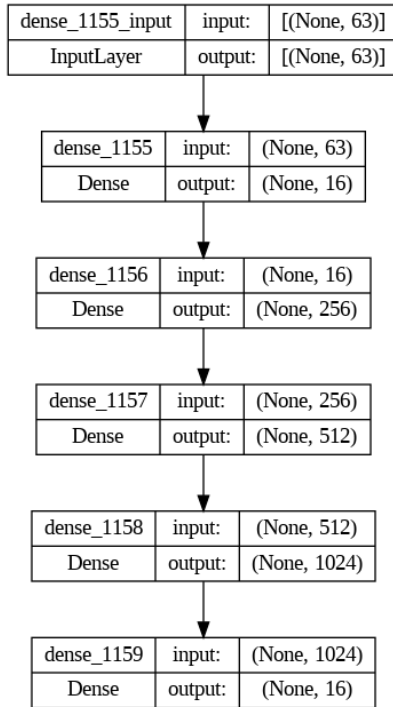 dense_1155_input input: [(None, 63)]
InputLayer output: [(None, 63)]
dense_1155 input: (None, 63)
Dense output: (None, 16)
dense_1156 input: (None, 16)
Dense output: (None, 256)
dense_1157 input: (None, 256)
Dense output: (None, 512)
dense_1158 input: (None, 512)
Dense output: (None, 1024)
dense_1159 input: (None, 1024)
Dense output: (None, 16)